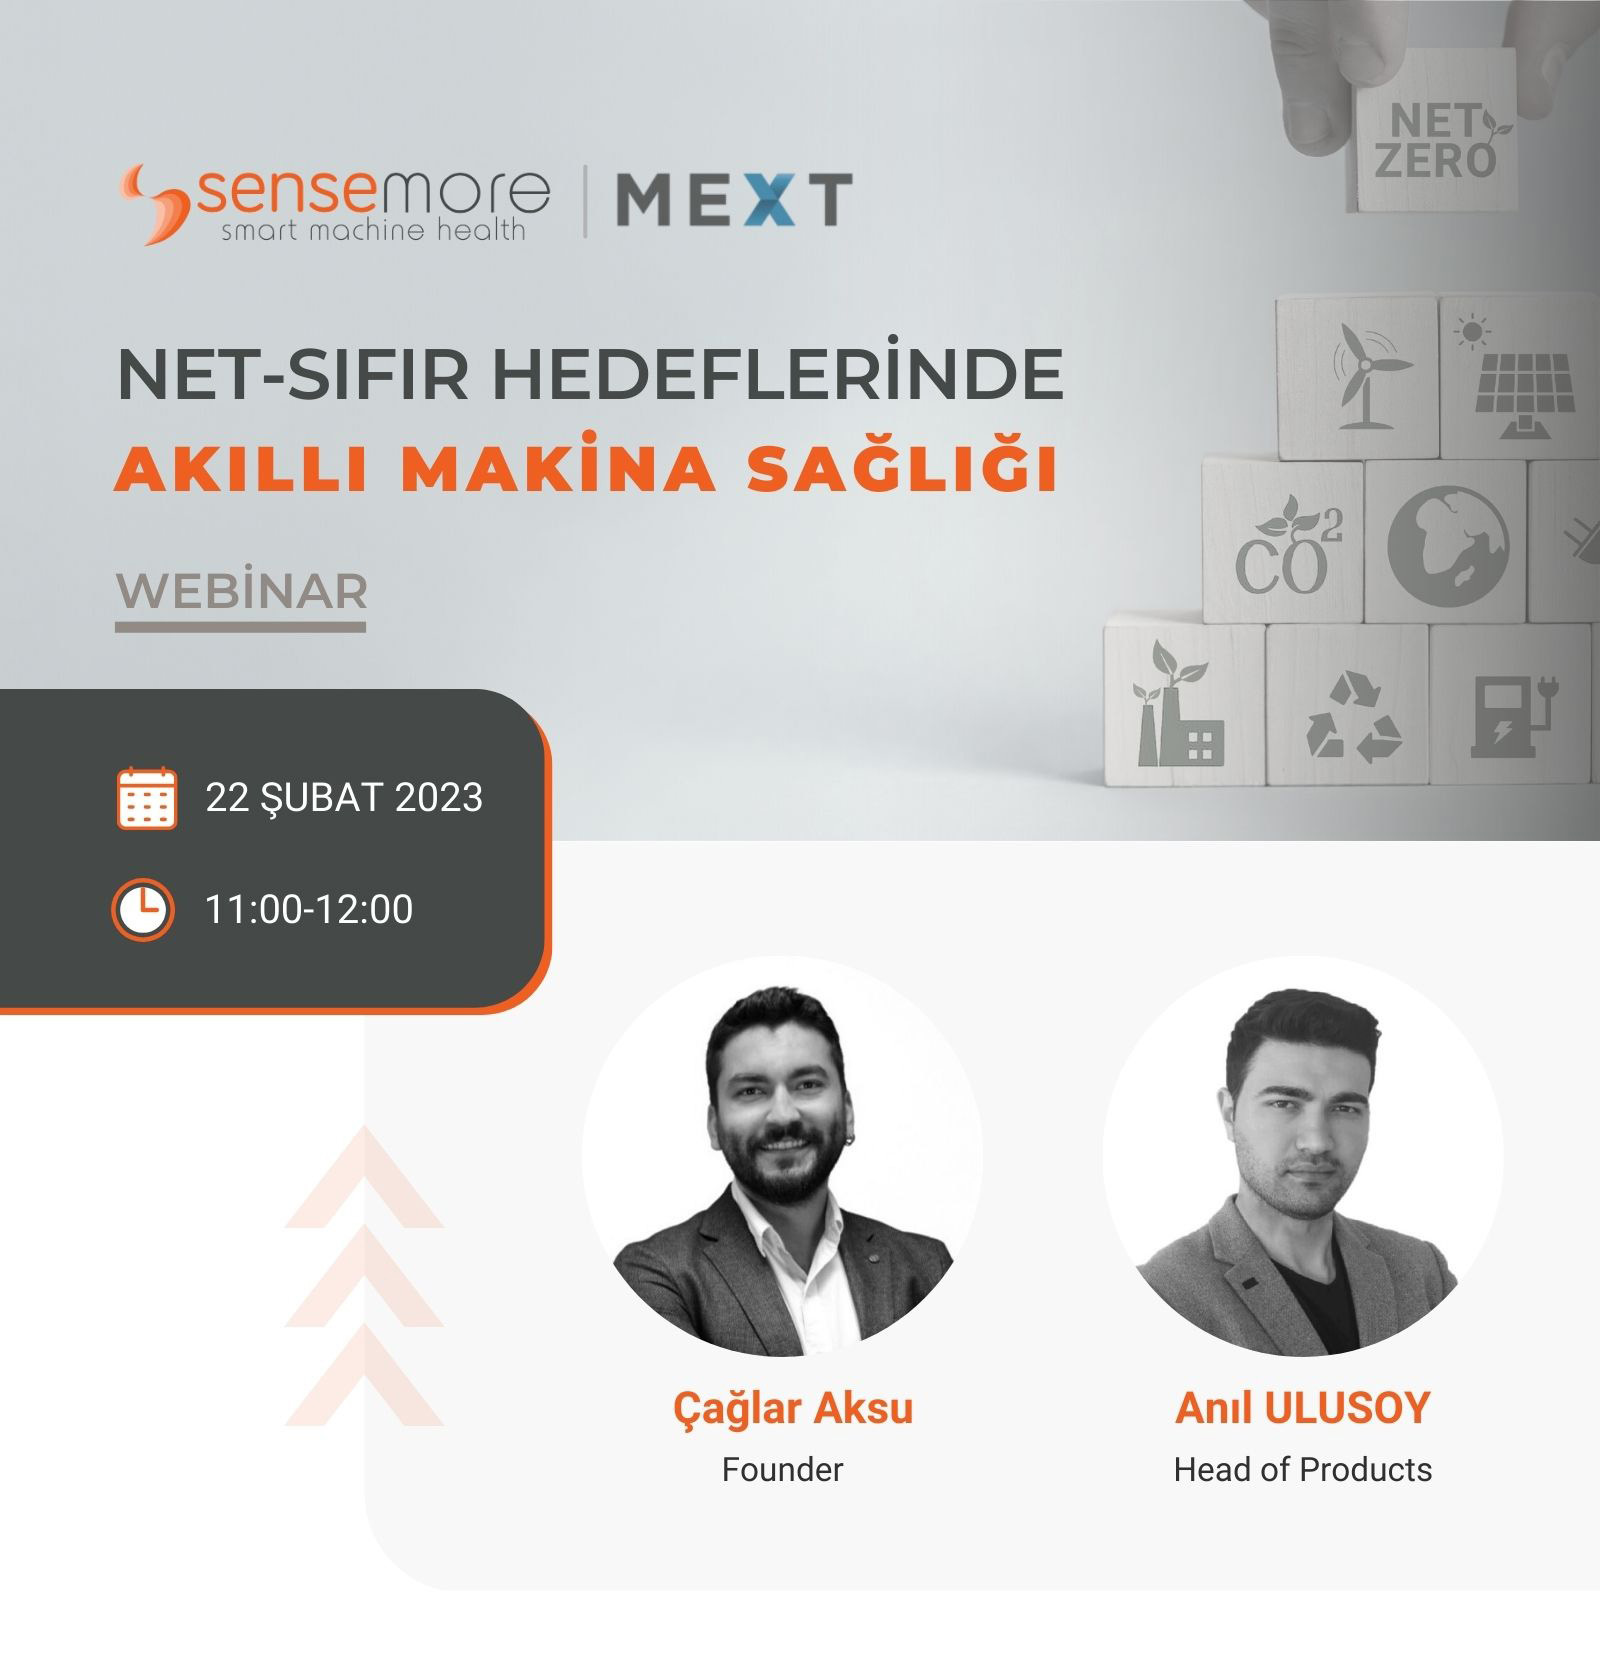 NET
ZERO
sensemore
smart machine health
MEXT
NET-SIFIR HEDEFLERİNDE
AKILLI MAKİNA SAĞLIĞI
WEBİNAR
CO²
22 ŞUBAT 2023
11:00-12:00
Çağlar Aksu
Founder
Anıl ULUSOY
Head of Products